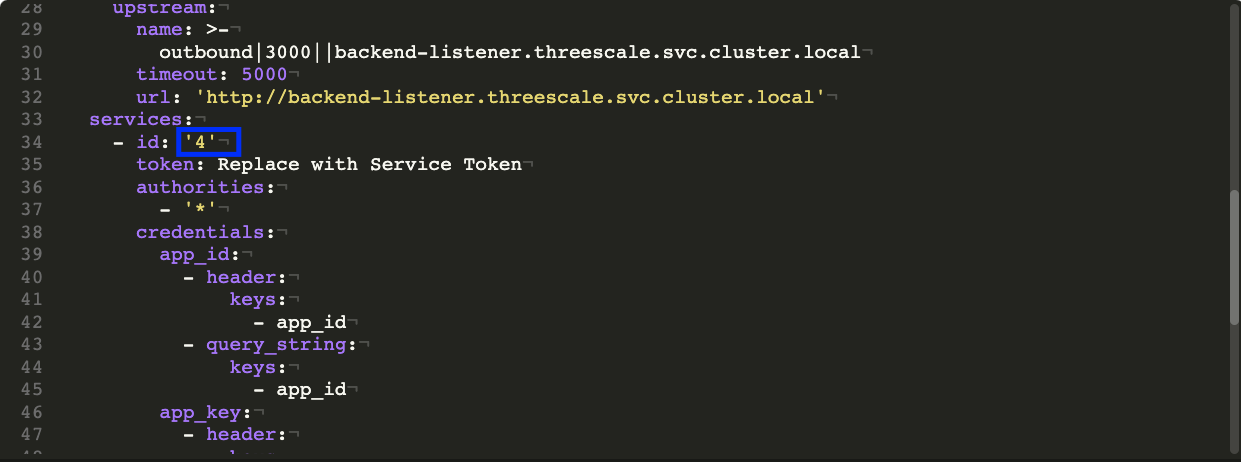 28 upstream:¬
29 name: >-¬
30 outbound|3000||backend-listener.threescale.svc.cluster.local¬
31 timeout: 5000¬
32 url: 'http://backend-listener.threescale.svc.cluster.local'¬
33 services:¬
34 - id: '4'¬
35 token: Replace with Service Token¬
36 authorities:¬
37 - '*'¬
38 credentials:¬
39 app_id:¬
40 - header:¬
41 keys:¬
42 - app_id¬
43 - query_string:¬
44 keys:¬
45 - app_id¬
46 app_key:¬
47 - header:¬